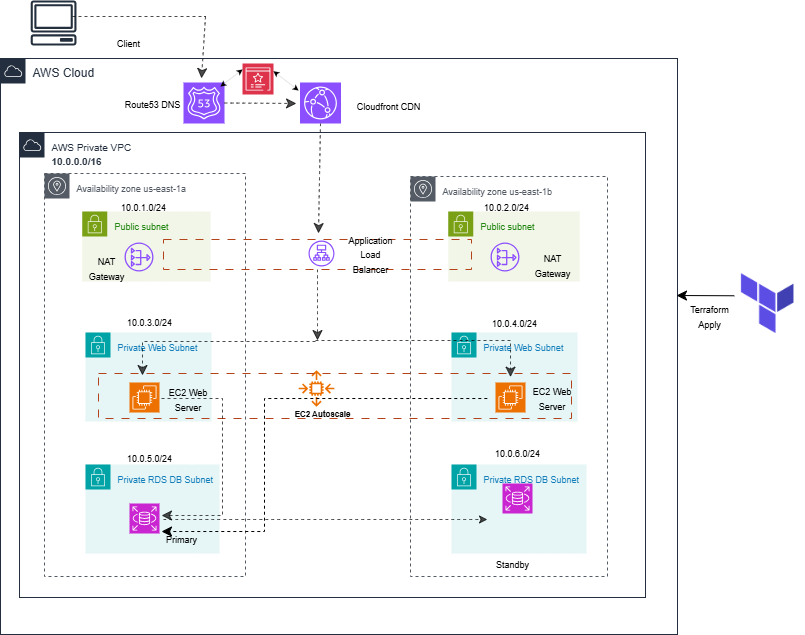 Client
AWS Cloud
53
Route53 DNS
Cloudfront CDN
AWS Private VPC
10.0.0.0/16
Availability zone us-east-1a
Availability zone us-east-1b
10.0.1.0/24
10.0.2.0/24
Public subnet
Public subnet
NAT
Gateway
Application
Load
Balancer
NAT
Gateway
Terraform
Apply
10.0.3.0/24
10.0.4.0/24
Private Web Subnet
Private Web Subnet
EC2 Web
Server
EC2 Autoscale
EC2 Web
Server
10.0.5.0/24
10.0.6.0/24
Private RDS DB Subnet
Private RDS DB Subnet
Primary
Standby